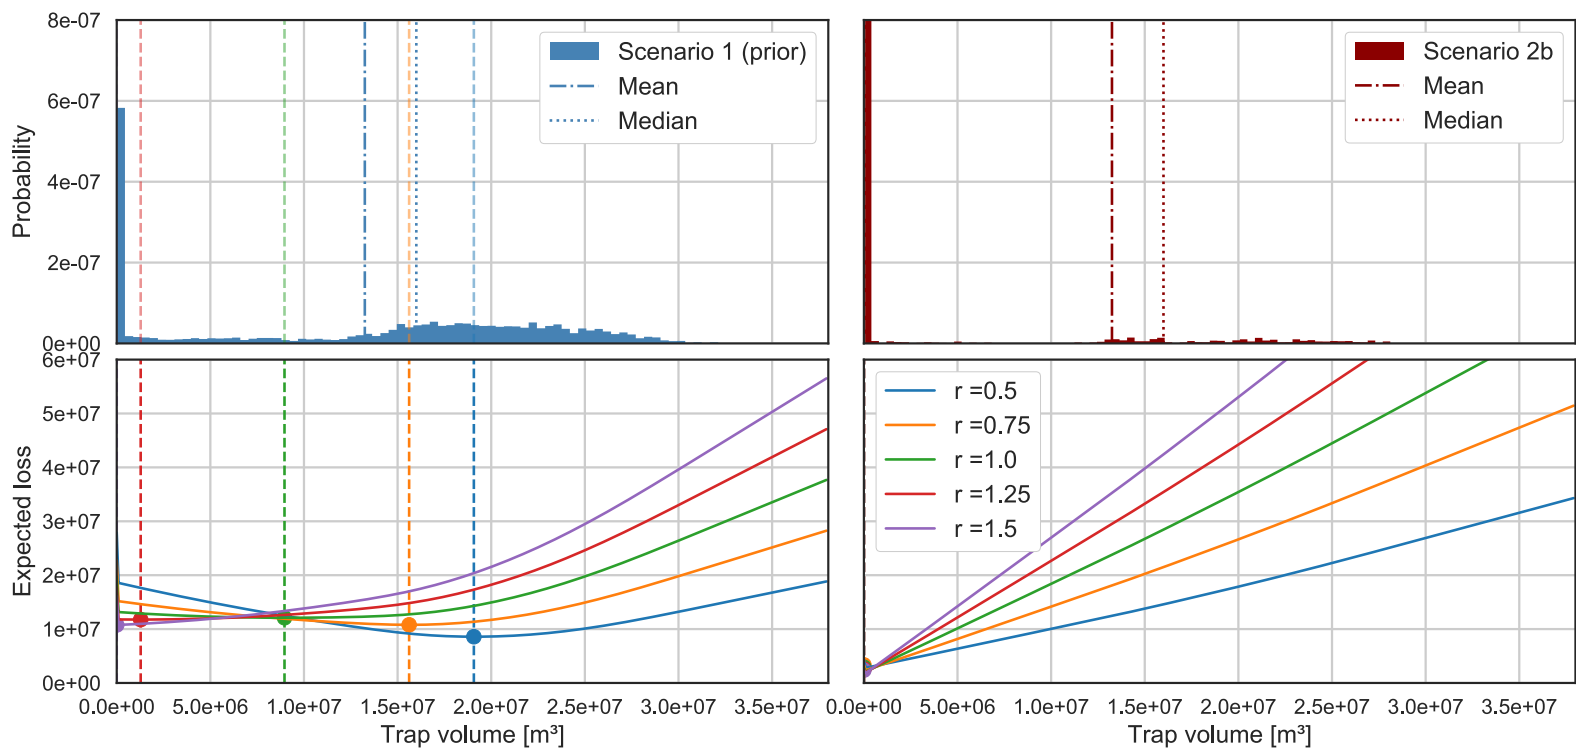 8e-07
6e-07
4e-07
2e-07
0e+00
Probability
Scenario 1 (prior)
Mean
Median
Scenario 2b
Mean
Median
6e+07
5e+07
4e+07
3e+07
2e+07
1e+07
0e+00
Expected loss
r =0.5
r =0.75
r =1.0
r =1.25
r =1.5
0.0e+00 5.0e+06 1.0e+07 1.5e+07 2.0e+07 2.5e+07 3.0e+07 3.5e+07
0.0e+00 5.0e+06 1.0e+07 1.5e+07 2.0e+07 2.5e+07 3.0e+07 3.5e+07
Trap volume [m³]
Trap volume [m³]